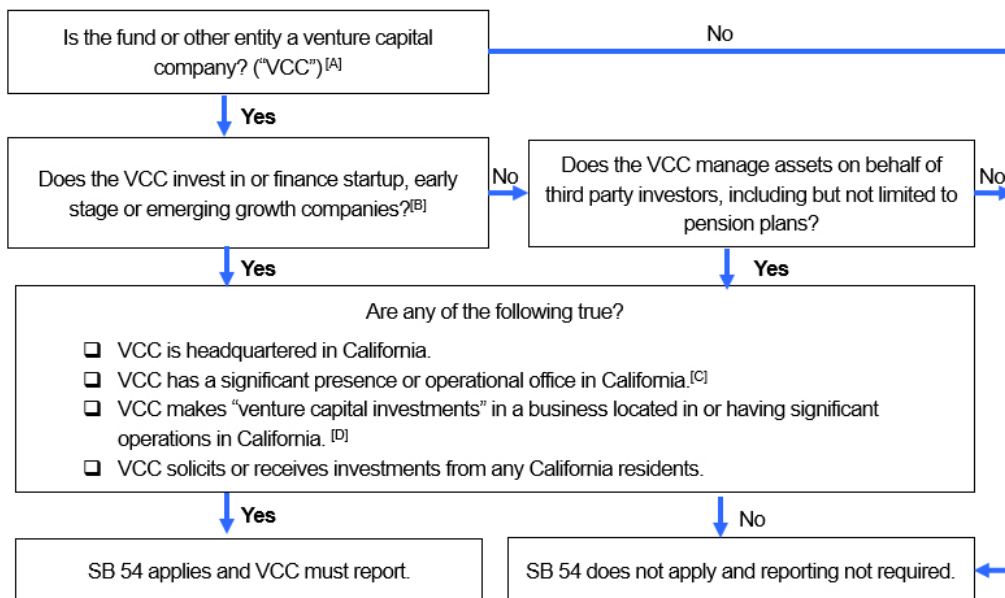 Is the fund or other entity a venture capital
company? (“VCC”)[A]
No
Yes
Does the VCC invest in or finance startup, early
stage or emerging growth companies?[B]
No
Does the VCC manage assets on behalf of
third party investors, including but not limited to
pension plans?
No
Yes
Yes
Are any of the following true?
❑ VCC is headquartered in California.
❑ VCC has a significant presence or operational office in California.[C]
❑ VCC makes “venture capital investments” in a business located in or having significant
operations in California. [D]
❑ VCC solicits or receives investments from any California residents.
Yes
No
SB 54 applies and VCC must report.
SB 54 does not apply and reporting not required.